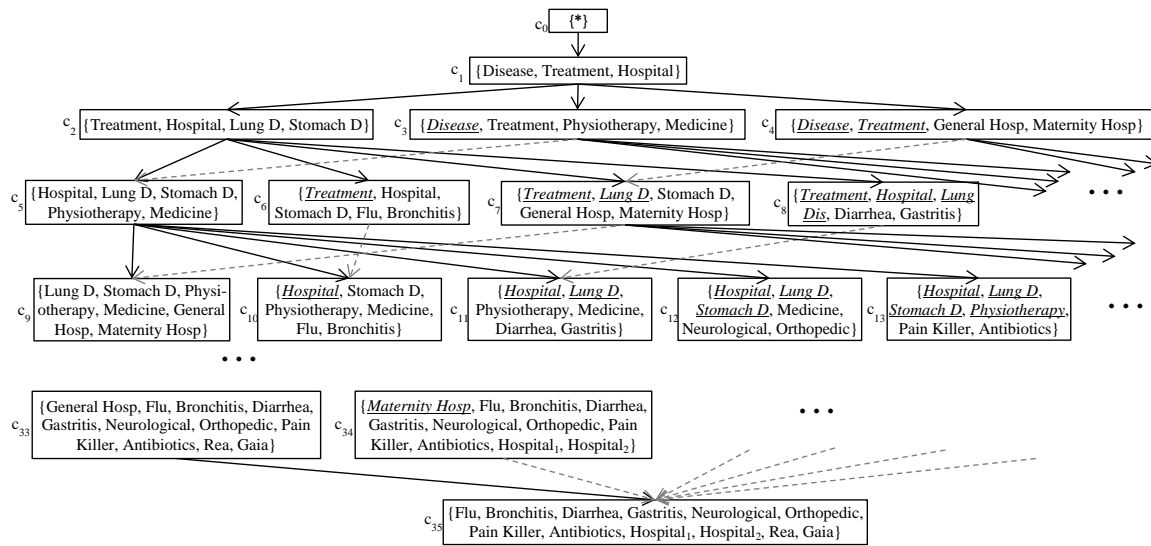 c0 {*}
c1 {Disease, Treatment, Hospital}
c2 {Treatment, Hospital, Lung D, Stomach D}
c3 {Disease, Treatment, Physiotherapy, Medicine}
c4 {Disease, Treatment, General Hosp, Maternity Hosp}
c5 {Hospital, Lung D, Stomach D,
Physiotherapy, Medicine}
c6 {Treatment, Hospital,
Stomach D, Flu, Bronchitis}
c7 {Treatment, Lung D, Stomach D,
General Hosp, Maternity Hosp}
c8 {Treatment, Hospital, Lung
Dis, Diarrhea, Gastritis}
• • •
c9 {Lung D, Stomach D, Physi-
otherapy, Medicine, General
Hosp, Maternity Hosp}
c10 {Hospital, Stomach D,
Physiotherapy, Medicine,
Flu, Bronchitis}
c11 {Hospital, Lung D,
Physiotherapy, Medicine,
Diarrhea, Gastritis}
c12 {Hospital, Lung D,
Stomach D, Medicine,
Neurological, Orthopedic}
c13 {Hospital, Lung D,
Stomach D, Physiotherapy,
Pain Killer, Antibiotics}
• • •
• • •
c33 {General Hosp, Flu, Bronchitis, Diarrhea,
Gastritis, Neurological, Orthopedic, Pain
Killer, Antibiotics, Rea, Gaia}
c34 {Maternity Hosp, Flu, Bronchitis, Diarrhea,
Gastritis, Neurological, Orthopedic, Pain
Killer, Antibiotics, Hospital1, Hospital2}
• • •
c35 {Flu, Bronchitis, Diarrhea, Gastritis, Neurological, Orthopedic,
Pain Killer, Antibiotics, Hospital1, Hospital2, Rea, Gaia}